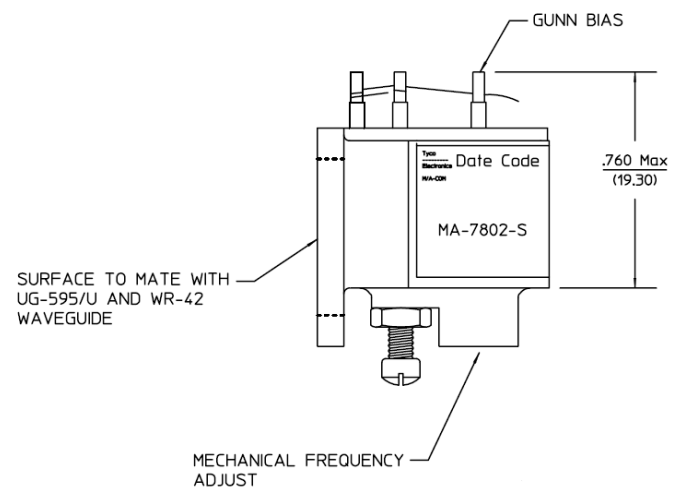 GUNN BIAS
Tyco
Electronics
M/A-COM
Date Code
.760 Max
(19.30)
MA-7802-S
SURFACE TO MATE WITH
UG-595/U AND WR-42
WAVEGUIDE
MECHANICAL FREQUENCY
ADJUST